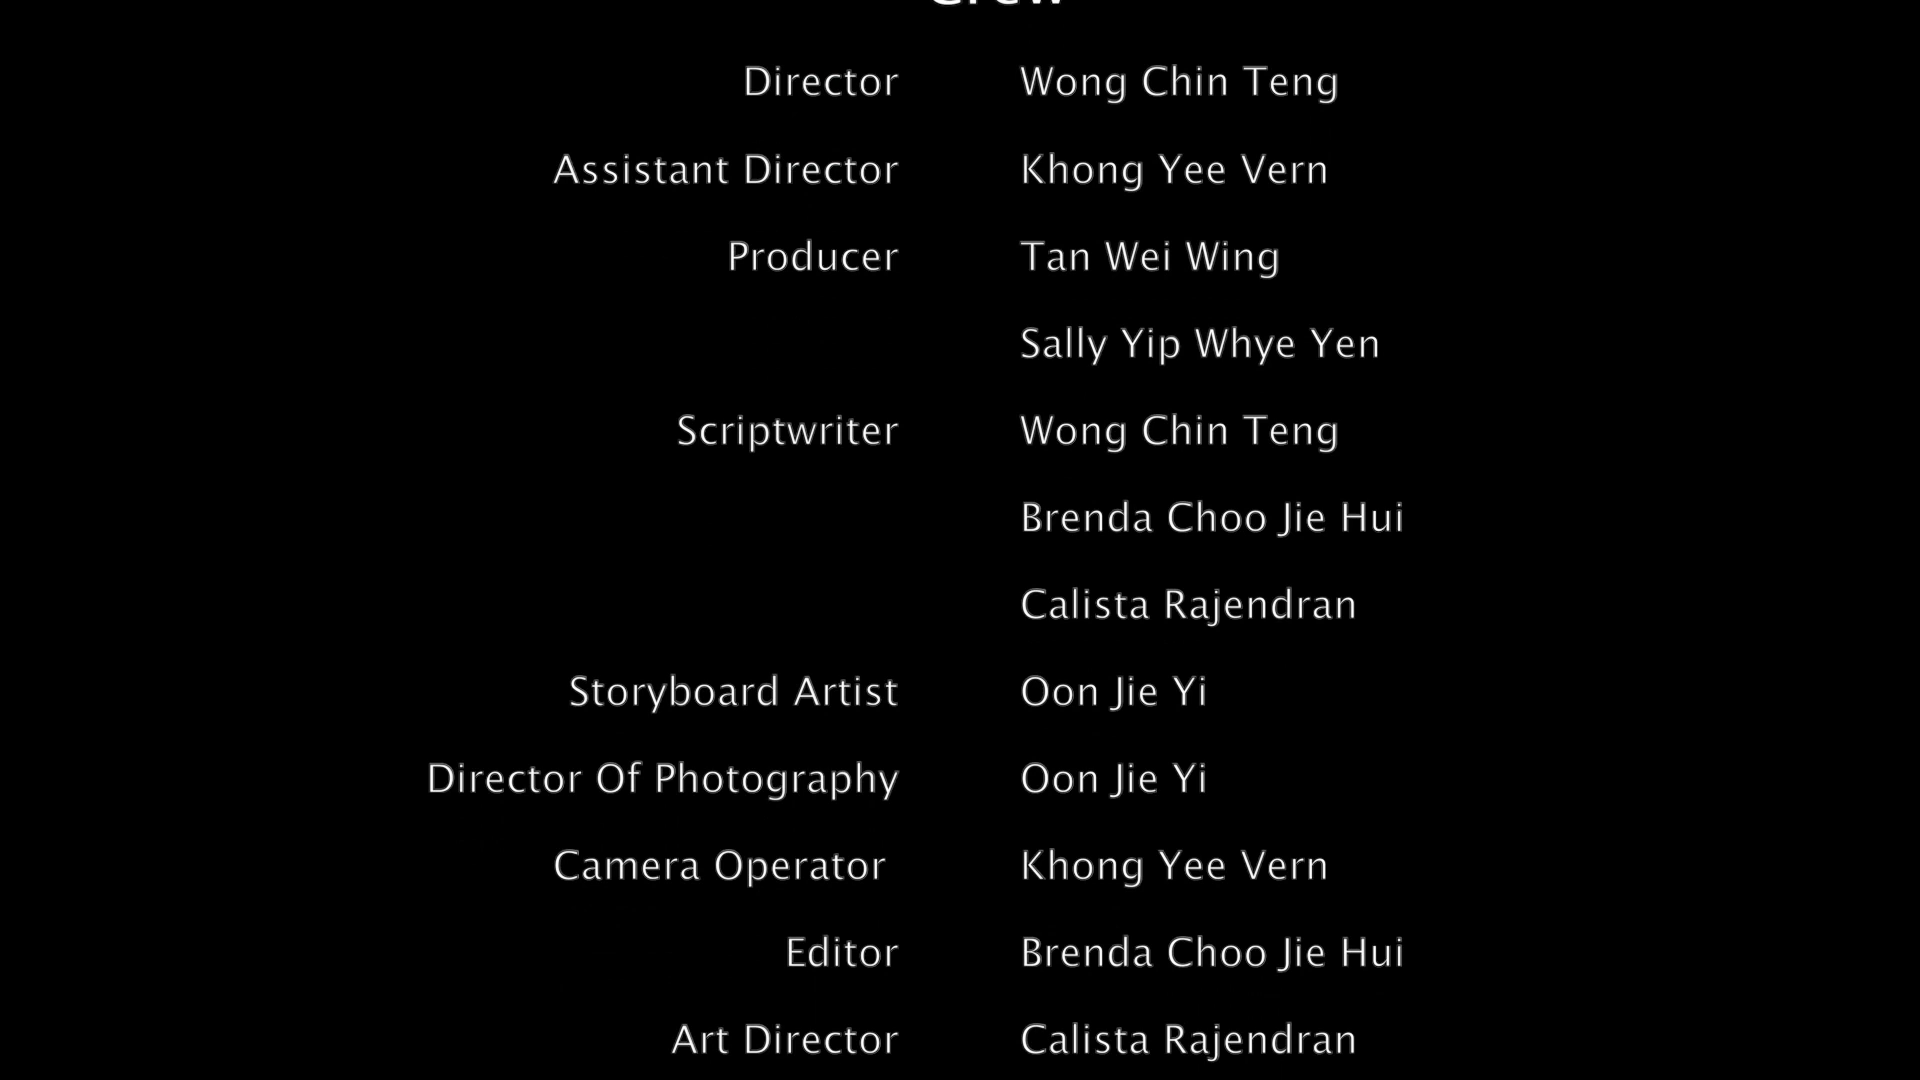 Crew
Director Wong Chin Teng
Assistant Director Khong Yee Vern
Producer Tan Wei Wing
Sally Yip Whye Yen
Scriptwriter Wong Chin Teng
Brenda Choo Jie Hui
Calista Rajendran
Storyboard Artist Oon Jie Yi
Director Of Photography Oon Jie Yi
Camera Operator Khong Yee Vern
Editor Brenda Choo Jie Hui
Art Director Calista Rajendran